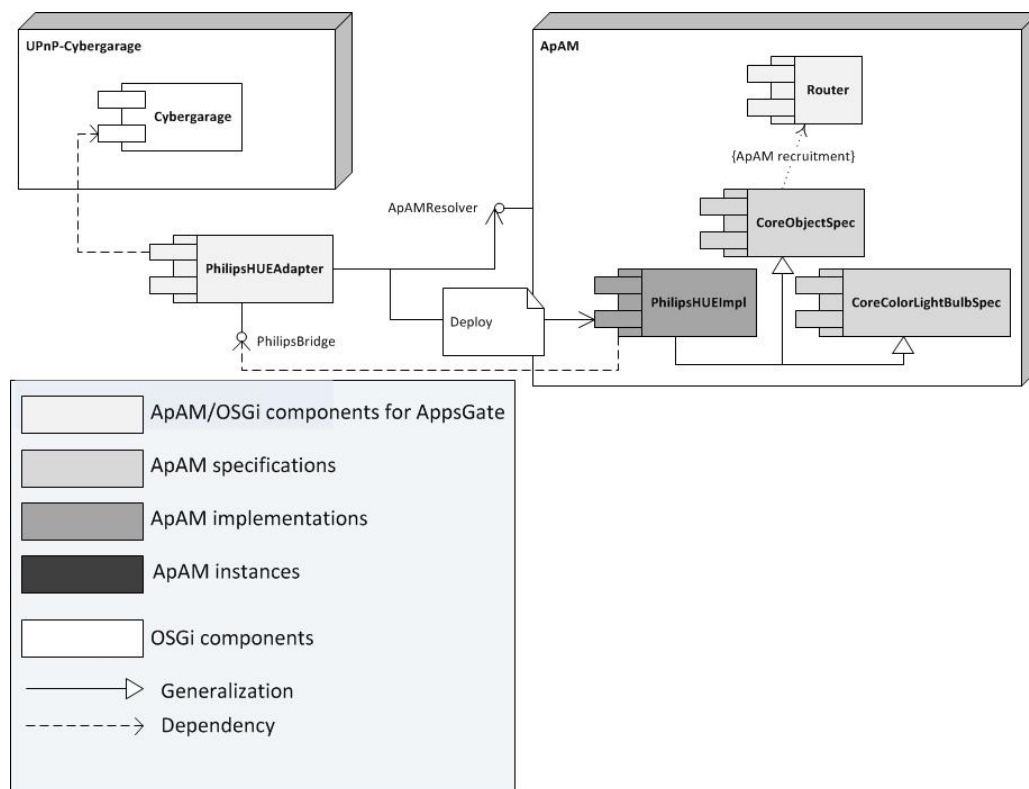 UPnP-Cybergarage
ApAM
Cybergarage
Router
{ApAM recruitment}
ApAMResolver
CoreObjectSpec
PhilipsHUEAdapter
PhilipsHUEImpl
CoreColorLightBulbSpec
Deploy
PhilipsBridge
ApAM/OSGi components for AppsGate
ApAM specifications
ApAM implementations
ApAM instances
OSGi components
Generalization
Dependency